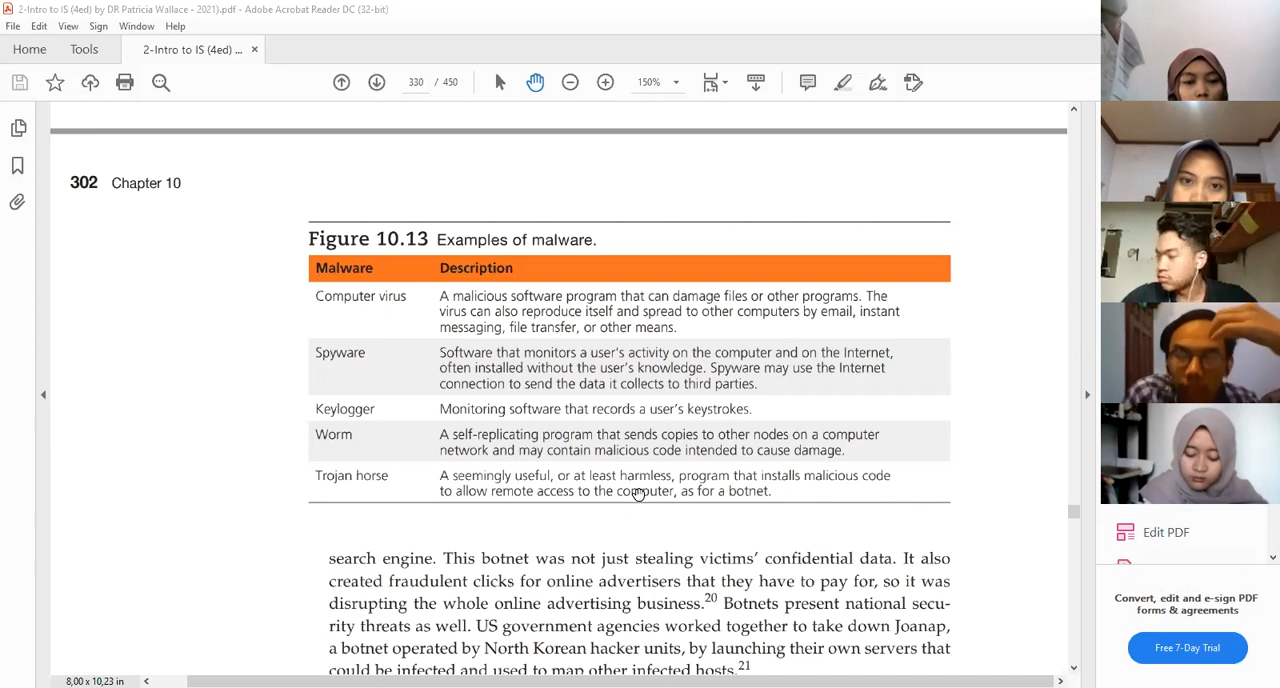 2-Intro to IS (4ed) by DR Patricia Wallace - 2021).pdf - Adobe Acrobat Reader DC (32-bit)
File Edit View Sign Window Help
Home Tools 2-Intro to IS (4ed) ... ×
330 / 450 150%
302 Chapter 10
Figure 10.13 Examples of malware.
Malware Description
Computer virus A malicious software program that can damage files or other programs. The
virus can also reproduce itself and spread to other computers by email, instant
messaging, file transfer, or other means.
Spyware Software that monitors a user's activity on the computer and on the Internet,
often installed without the user's knowledge. Spyware may use the Internet
connection to send the data it collects to third parties.
Keylogger Monitoring software that records a user's keystrokes.
Worm A self-replicating program that sends copies to other nodes on a computer
network and may contain malicious code intended to cause damage.
Trojan horse A seemingly useful, or at least harmless, program that installs malicious code
to allow remote access to the computer, as for a botnet.
search engine. This botnet was not just stealing victims' confidential data. It also
created fraudulent clicks for online advertisers that they have to pay for, so it was
disrupting the whole online advertising business.20 Botnets present national secu-
rity threats as well. US government agencies worked together to take down Joanap,
a botnet operated by North Korean hacker units, by launching their own servers that
could be infected and used to map other infected hosts.21
8,00 x 10,23 in
Edit PDF
Convert, edit and e-sign PDF
forms & agreements
Free 7-Day Trial